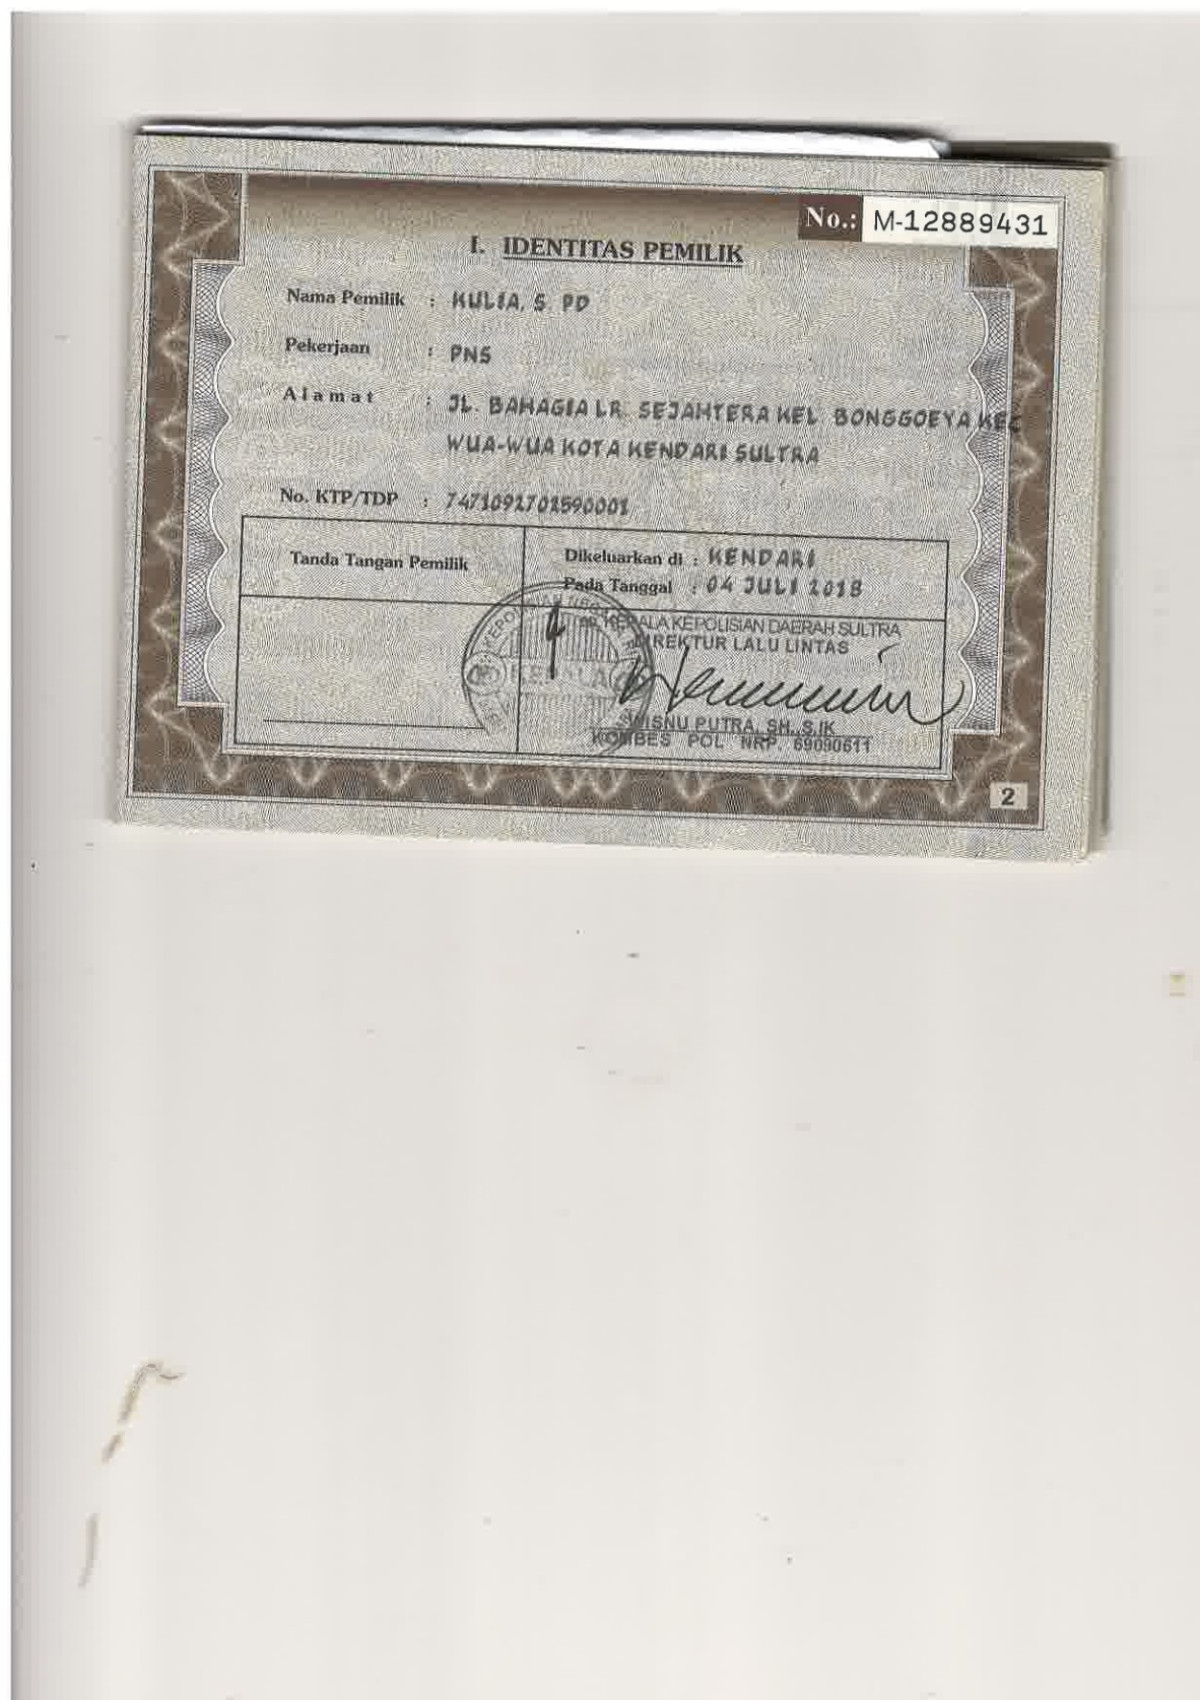 No.: M-12889431
I. IDENTITAS PEMILIK
Nama Pemilik : KULIA, S. PD
Pekerjaan : PNS
Alamat : JL. BAHAGIA LR. SEJAHTERA KEL BONGGOEYA KEC
WUA-WUA KOTA KENDARI SULTRA
No. KTP/TDP : 7471092702590001
Tanda Tangan Pemilik
Dikeluarkan di : KENDARI
Pada Tanggal : 04 JULI 2018
KEPALA KEPOLISIAN DAERAH SULTRA
DIREKTUR LALU LINTAS
WISNU PUTRA, SH., S.IK
KOMBES POL NRP. 69090611
2